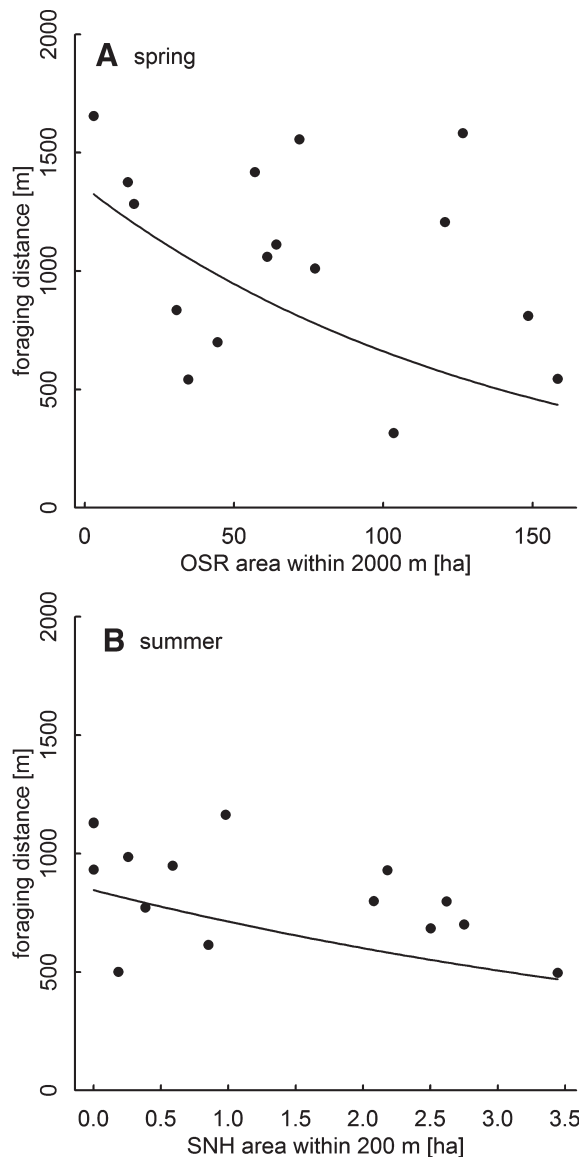 A spring
2000
1500
1000
500
0
foraging distance [m]
0 50 100 150
OSR area within 2000 m [ha]
B summer
2000
1500
1000
500
0
foraging distance [m]
0.0 0.5 1.0 1.5 2.0 2.5 3.0 3.5
SNH area within 200 m [ha]